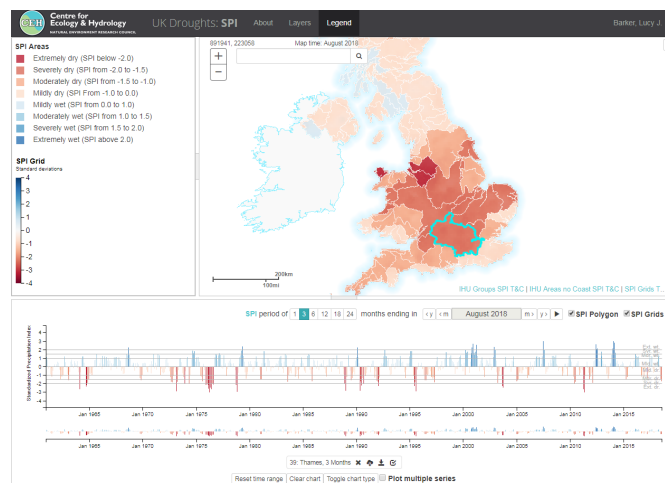 CEH Centre for
Ecology & Hydrology
NATURAL ENVIRONMENT RESEARCH COUNCIL
UK Droughts: SPI About Layers Legend Barker, Lucy J.
SPI Areas
Extremely dry (SPI below -2.0)
Severely dry (SPI from -2.0 to -1.5)
Moderately dry (SPI from -1.5 to -1.0)
Mildly dry (SPI From -1.0 to 0.0)
Mildly wet (SPI from 0.0 to 1.0)
Moderately wet (SPI from 1.0 to 1.5)
Severely wet (SPI from 1.5 to 2.0)
Extremely wet (SPI above 2.0)
SPI Grid
Standard deviations
4
3
2
1
0
-1
-2
-3
-4
891941, 223058 Map time: August 2018
+
−
200km
100mi
IHU Groups SPI T&C | IHU Areas no Coast SPI T&C | SPI Grids T...
SPI period of 1 3 6 12 18 24 months ending in < y < m August 2018 m > y > SPI Polygon SPI Grids
Standardised Precipitation Index
4
3
2
1
0
-1
-2
-3
-4
Jan 1965 Jan 1970 Jan 1975 Jan 1980 Jan 1985 Jan 1990 Jan 1995 Jan 2000 Jan 2005 Jan 2010 Jan 2015
Jan 1965 Jan 1970 Jan 1975 Jan 1980 Jan 1985 Jan 1990 Jan 1995 Jan 2000 Jan 2005 Jan 2010 Jan 2015
39: Thames, 3 Months
Reset time range Clear chart Toggle chart type Plot multiple series